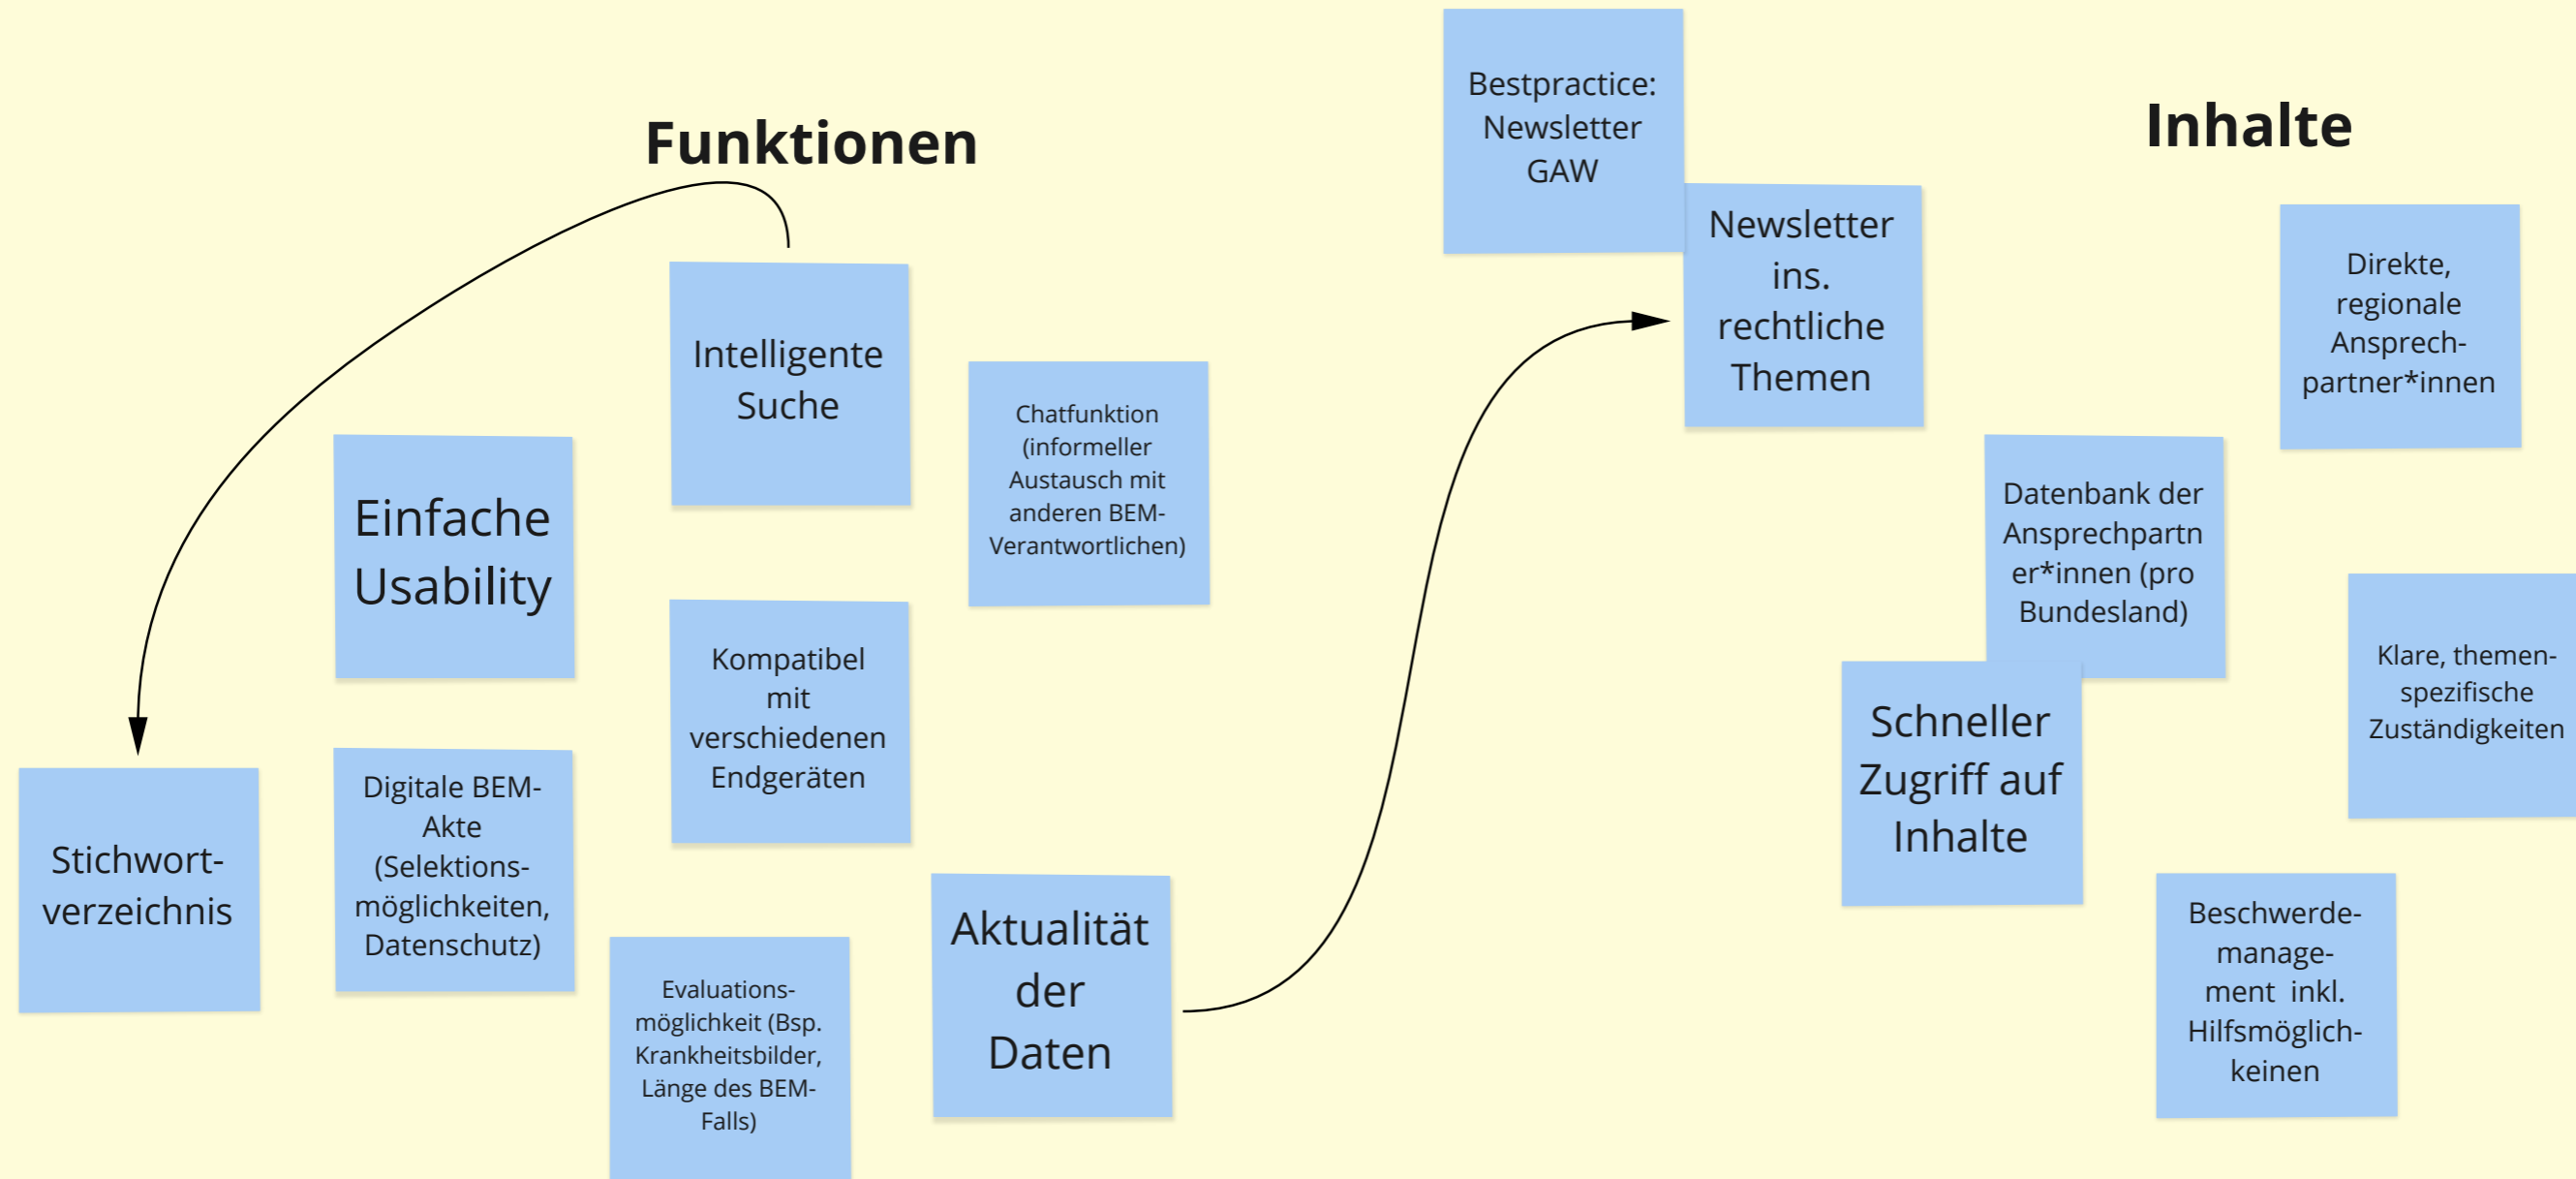 Funktionen
Intelligente
Suche
Chatfunktion
(informeller
Austausch mit
anderen BEM-
Verantwortlichen)
Einfache
Usability
Kompatibel
mit
verschiedenen
Endgeräten
Stichwort-
verzeichnis
Digitale BEM-
Akte
(Selektions-
möglichkeiten,
Datenschutz)
Evaluations-
möglichkeit (Bsp.
Krankheitsbilder,
Länge des BEM-
Falls)
Aktualität
der
Daten
Bestpractice:
Newsletter
GAW
Newsletter
ins.
rechtliche
Themen
Inhalte
Direkte,
regionale
Ansprech-
partner*innen
Datenbank der
Ansprechpartn
er*innen (pro
Bundesland)
Klare, themen-
spezifische
Zuständigkeiten
Schneller
Zugriff auf
Inhalte
Beschwerde-
manage-
ment  inkl.
Hilfsmöglich-
keinen